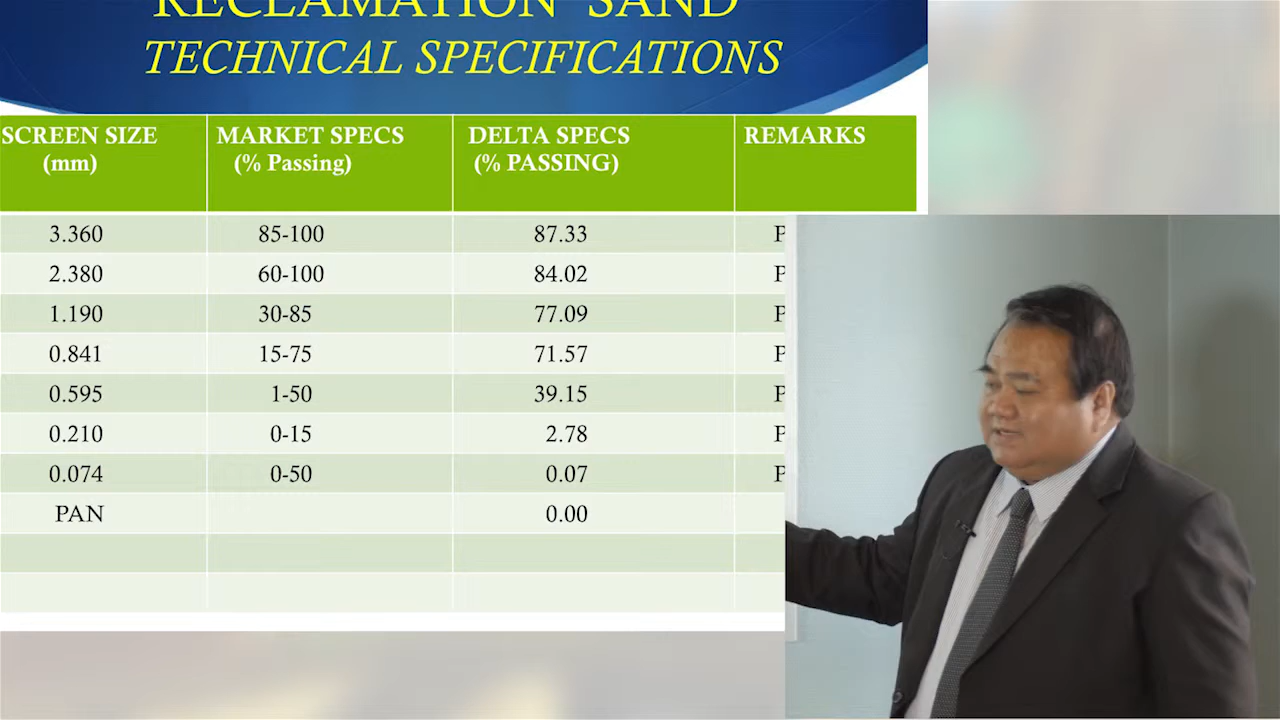 RECLAMATION SAND
TECHNICAL SPECIFICATIONS
SCREEN SIZE (mm) MARKET SPECS (% Passing) DELTA SPECS (% PASSING) REMARKS
3.360 85-100 87.33 P
2.380 60-100 84.02 P
1.190 30-85 77.09 P
0.841 15-75 71.57 P
0.595 1-50 39.15 P
0.210 0-15 2.78 P
0.074 0-50 0.07 P
PAN 0.00